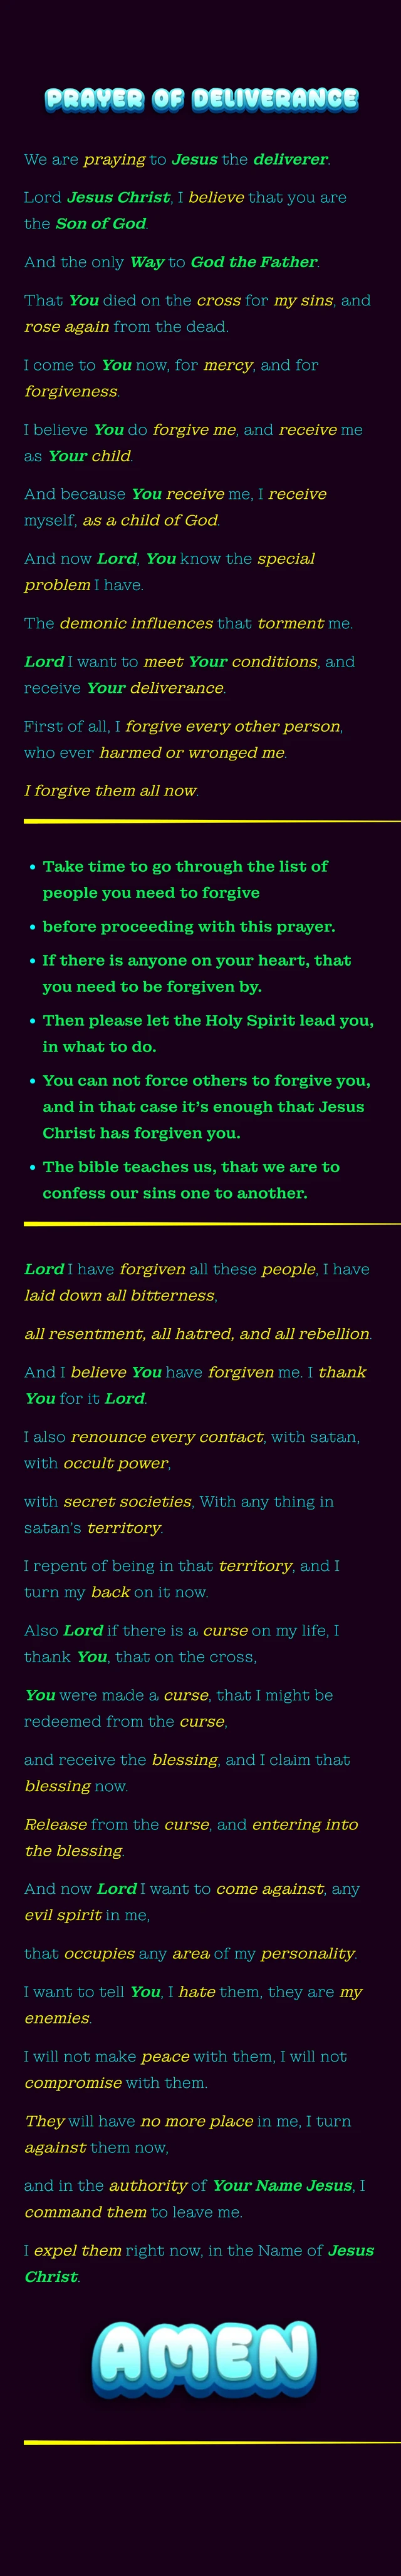 PRAYER OF DELIVERANCE
We are praying to Jesus the deliverer.
Lord Jesus Christ, I believe that you are
the Son of God.
And the only Way to God the Father.
That You died on the cross for my sins, and
rose again from the dead.
I come to You now, for mercy, and for
forgiveness.
I believe You do forgive me, and receive me
as Your child.
And because You receive me, I receive
myself, as a child of God.
And now Lord, You know the special
problem I have.
The demonic influences that torment me.
Lord I want to meet Your conditions, and
receive Your deliverance.
First of all, I forgive every other person,
who ever harmed or wronged me.
I forgive them all now.
• Take time to go through the list of
people you need to forgive
• before proceeding with this prayer.
• If there is anyone on your heart, that
you need to be forgiven by.
• Then please let the Holy Spirit lead you,
in what to do.
• You can not force others to forgive you,
and in that case it's enough that Jesus
Christ has forgiven you.
• The bible teaches us, that we are to
confess our sins one to another.
Lord I have forgiven all these people, I have
laid down all bitterness,
all resentment, all hatred, and all rebellion.
And I believe You have forgiven me. I thank
You for it Lord.
I also renounce every contact, with satan,
with occult power,
with secret societies, With any thing in
satan's territory.
I repent of being in that territory, and I
turn my back on it now.
Also Lord if there is a curse on my life, I
thank You, that on the cross,
You were made a curse, that I might be
redeemed from the curse,
and receive the blessing, and I claim that
blessing now.
Release from the curse, and entering into
the blessing.
And now Lord I want to come against, any
evil spirit in me,
that occupies any area of my personality.
I want to tell You, I hate them, they are my
enemies.
I will not make peace with them, I will not
compromise with them.
They will have no more place in me, I turn
against them now,
and in the authority of Your Name Jesus, I
command them to leave me.
I expel them right now, in the Name of Jesus
Christ.
AMEN